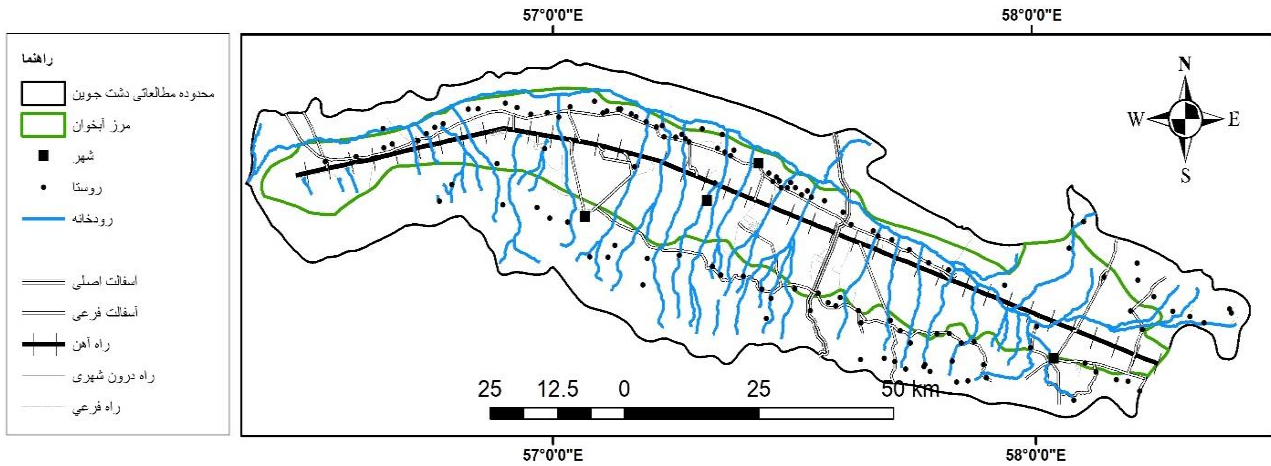 57°0'0"E 58°0'0"E
راهنما
محدوده مطالعاتی دشت جوین
مرز آبخوان
شهر
روستا
رودخانه
اسفالت اصلی
آسفالت فرعی
راه آهن
راه درون شهری
راه فرعي
N
W E
S
25 12.5 0 25 50 km
57°0'0"E 58°0'0"E